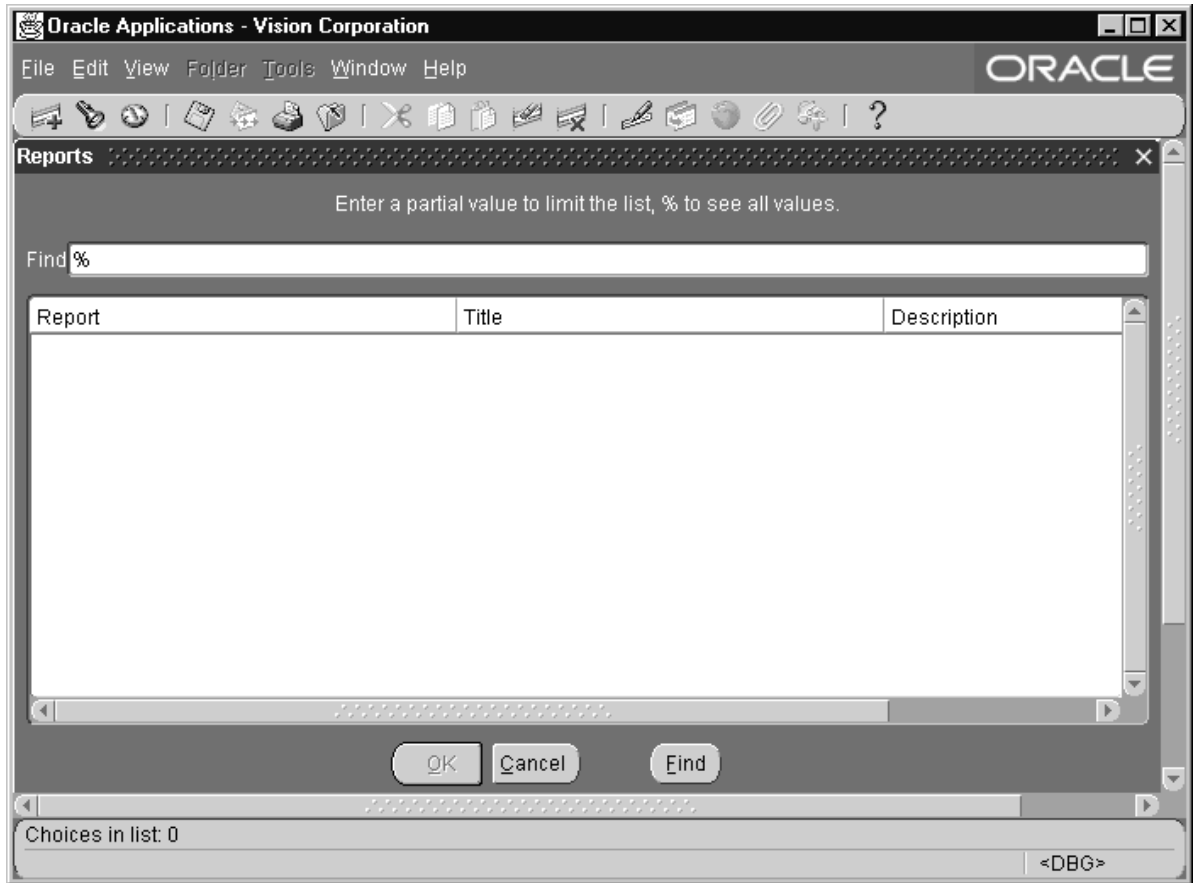 Oracle Applications - Vision Corporation
File Edit View Folder Tools Window Help
ORACLE
?
Reports
Enter a partial value to limit the list, % to see all values.
Find %
Report Title Description
OK Cancel Find
Choices in list: 0
<DBG>